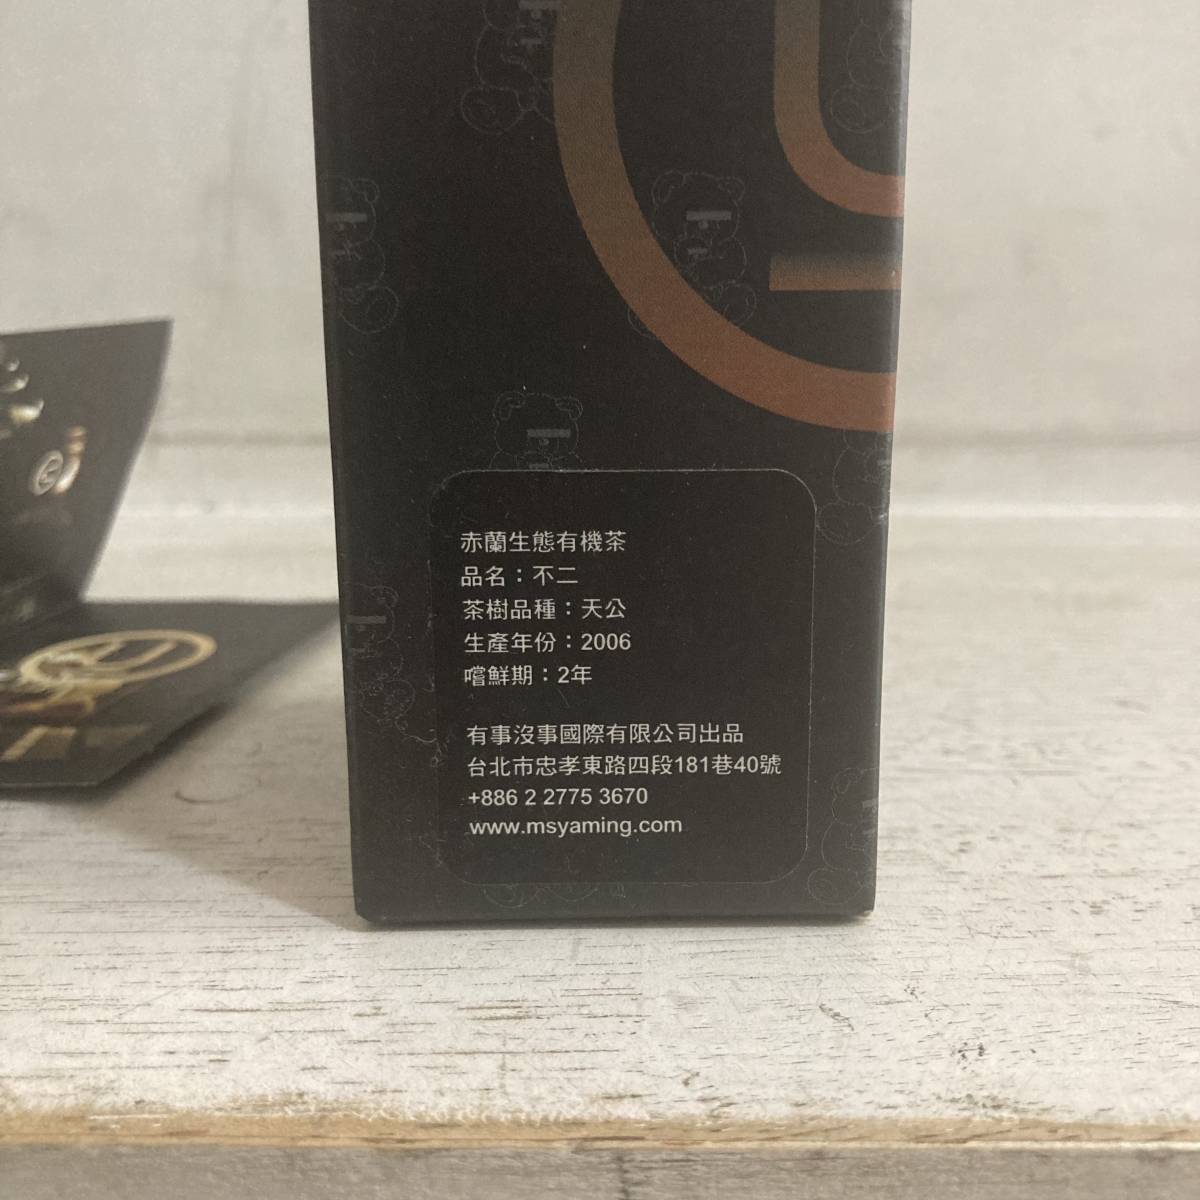 赤蘭生態有機茶
品名：不二
茶樹品種：天公
生產年份：2006
嚐鮮期：2年
有事沒事國際有限公司出品
台北市忠孝東路四段181巷40號
+886 2 2775 3670
www.msyaming.com